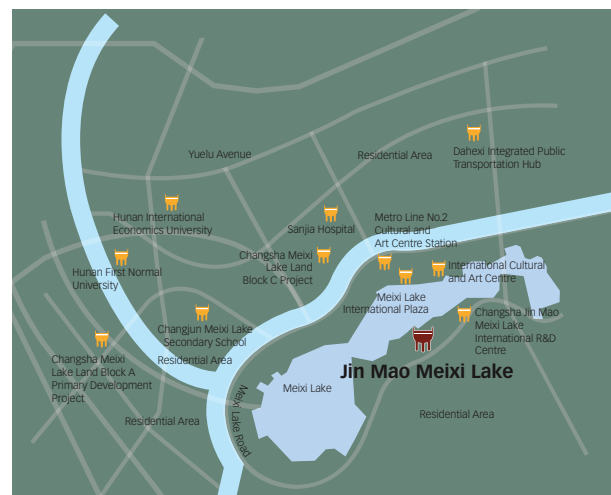 Yuelu Avenue
Residential Area
Dahexi Integrated Public
Transportation Hub
Hunan International
Economics University
Sanjia Hospital
Metro Line No.2
Cultural and
Art Centre Station
Changsha Meixi
Lake Land
Block C Project
Hunan First Normal
University
International Cultural
and Art Centre
Meixi Lake
International Plaza
Changjun Meixi Lake
Secondary School
Changsha Jin Mao
Meixi Lake
International R&D
Centre
Changsha Meixi
Lake Land Block A
Primary Development
Project
Residential Area
Jin Mao Meixi Lake
Meixi Lake
Meixi Lake Road
Residential Area
Residential Area